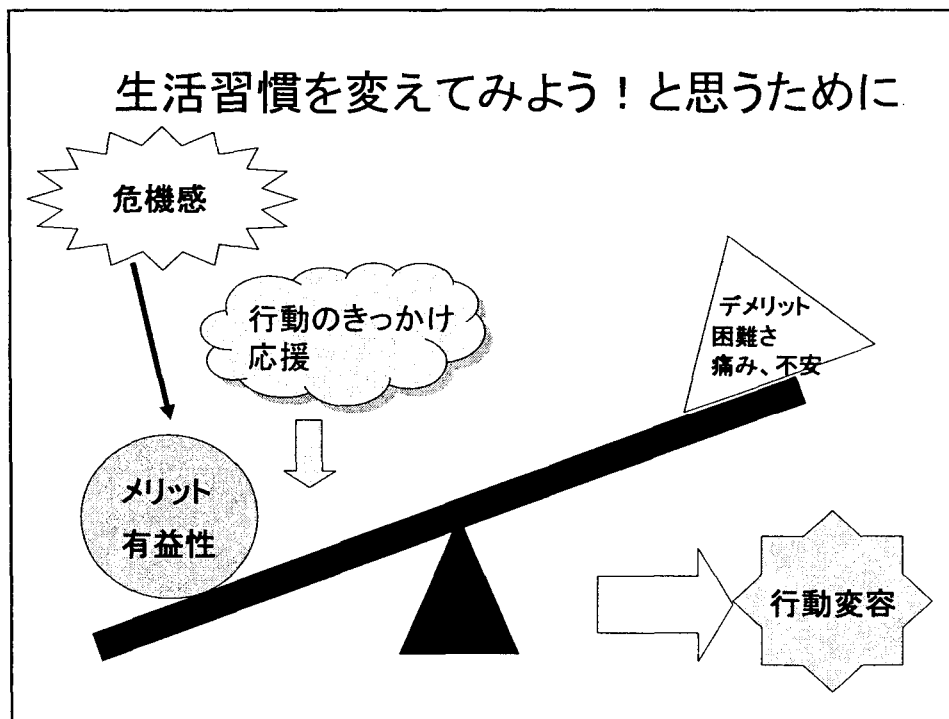 生活習慣を変えてみよう！と思うために
危機感
行動のきっかけ
応援
デメリット
困難さ
痛み、不安
メリット
有益性
行動変容